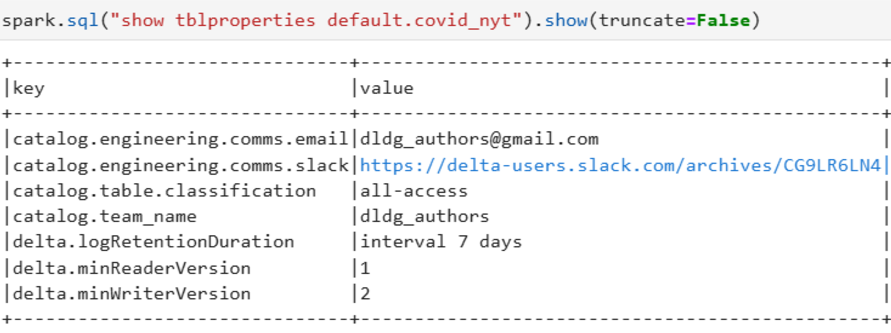 spark.sql("show tblproperties default.covid_nyt").show(truncate=False)
+-------------------------------+------------------------------------------------+
|key                            |value                                           |
+-------------------------------+------------------------------------------------+
|catalog.engineering.comms.email|dldg_authors@gmail.com                          |
|catalog.engineering.comms.slack|https://delta-users.slack.com/archives/CG9LR6LN4|
|catalog.table.classification   |all-access                                      |
|catalog.team_name              |dldg_authors                                    |
|delta.logRetentionDuration     |interval 7 days                                 |
|delta.minReaderVersion         |1                                               |
|delta.minWriterVersion         |2                                               |
+-------------------------------+------------------------------------------------+